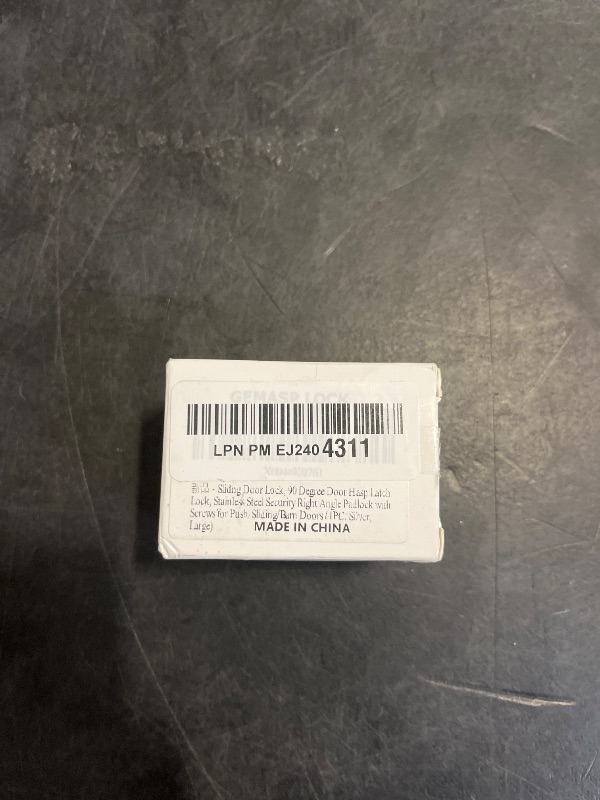 LPN PM EJ240 4311
- Sliding Door Lock, 90 Degree Door Hasp Latch
Lock, Stainless Steel Security Right Angle Padlock with
Screws for Push/Sliding/Barn Doors (1PC, Silver,
Large)
MADE IN CHINA